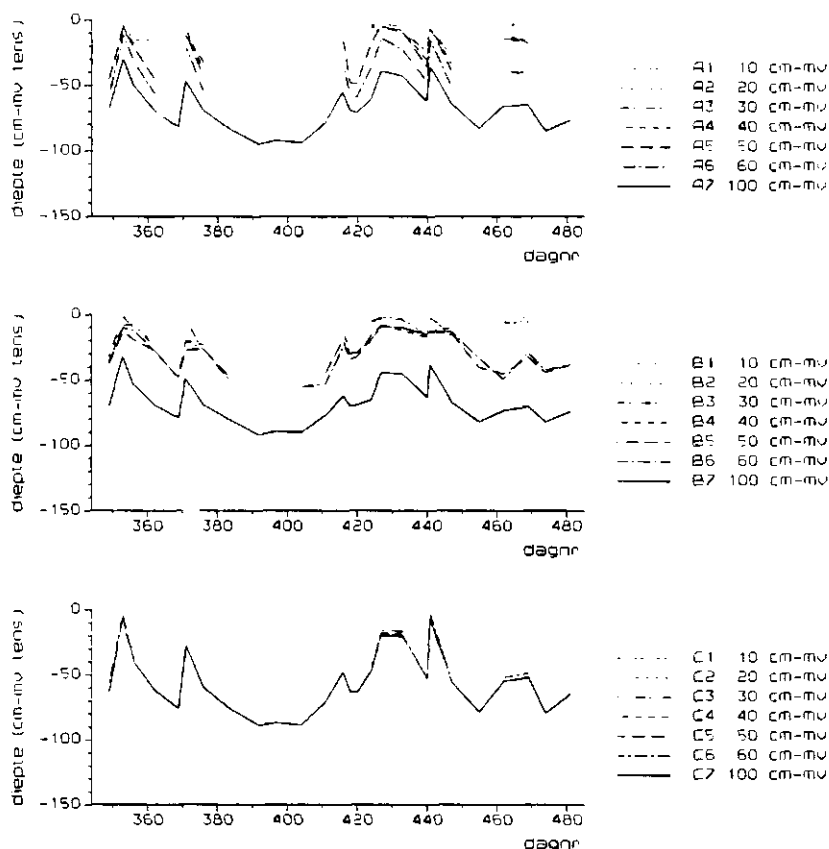 0
-50
-100
-150
diepte (cm-mv tens)
360 380 400 420 440 460 480
dagnr
A1 10 cm-mv
A2 20 cm-mv
A3 30 cm-mv
A4 40 cm-mv
A5 50 cm-mv
A6 60 cm-mv
A7 100 cm-mv
0
-50
-100
-150
diepte (cm-mv tens)
360 380 400 420 440 460 480
dagnr
B1 10 cm-mv
B2 20 cm-mv
B3 30 cm-mv
B4 40 cm-mv
B5 50 cm-mv
B6 60 cm-mv
B7 100 cm-mv
0
-50
-100
-150
diepte (cm-mv tens)
360 380 400 420 440 460 480
dagnr
C1 10 cm-mv
C2 20 cm-mv
C3 30 cm-mv
C4 40 cm-mv
C5 50 cm-mv
C6 60 cm-mv
C7 100 cm-mv